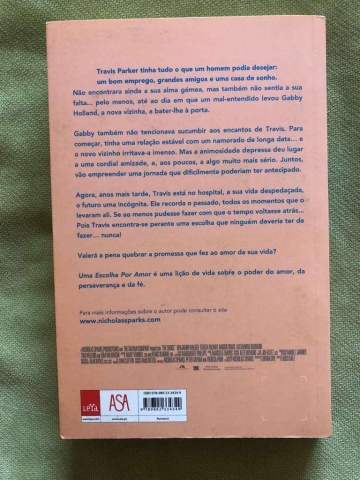 Travis Parker tinha tudo o que um homem podia desejar:
um bom emprego, grandes amigos e uma casa de sonho.
Não encontrara ainda a sua alma gémea, mas também não sentia a sua
falta... pelo menos, até ao dia em que um mal-entendido levou Gabby
Holland, a nova vizinha, a bater-lhe à porta.
Gabby também não tencionava sucumbir aos encantos de Travis. Para
começar, tinha uma relação estável com um namorado de longa data... e
o novo vizinho irritava-a imenso. Mas a animosidade depressa deu lugar
a uma cordial amizade, e, aos poucos, a algo muito mais sério. Juntos,
vão empreender uma jornada que dificilmente poderiam ter antecipado.
Agora, anos mais tarde, Travis está no hospital, a sua vida despedaçada,
o futuro uma incógnita. Ele recorda o passado, todos os momentos que o
levaram ali. Se ao menos pudesse fazer com que o tempo voltasse atrás...
Pois Travis encontra-se perante uma escolha que ninguém deveria ter de
fazer... nunca!
Valerá a pena quebrar a promessa que fez ao amor da sua vida?
Uma Escolha Por Amor é uma lição de vida sobre o poder do amor, da
perseverança e da fé.
Para mais informações sobre o autor pode consultar o site
www.nicholassparks.com
leya
ASA